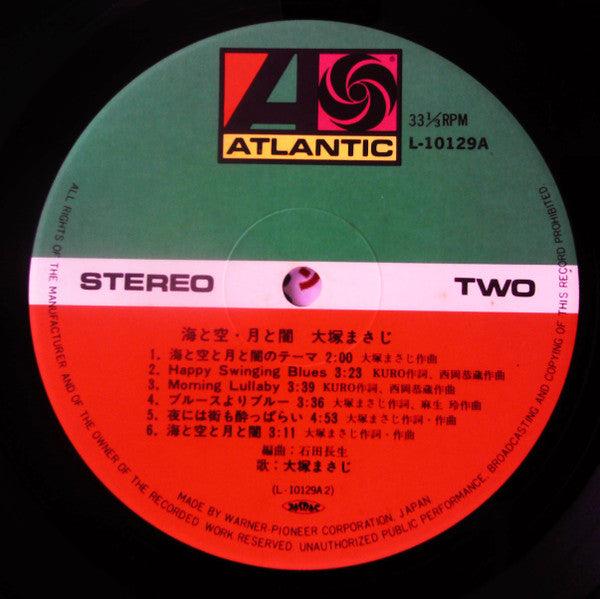 ATLANTIC
33 1/3 RPM
L-10129A
STEREO
TWO
海と空・月と闇 大塚まさじ
1. 海と空と月と闇のテーマ 2:00 大塚まさじ作曲
2. Happy Swinging Blues 3:23 KURO作詞、西岡恭蔵作曲
3. Morning Lullaby 3:39 KURO作詞、西岡恭蔵作曲
4. ブルースよりブルー 3:36 大塚まさじ作詞、麻生 玲作曲
5. 夜には街も酔っぱらい 4:53 大塚まさじ作詞・作曲
6. 海と空と月と闇 3:11 大塚まさじ作詞・作曲
編曲：石田長生
歌：大塚まさじ
(L-10129A2)
MADE BY WARNER-PIONEER CORPORATION, JAPAN
ALL RIGHTS OF THE MANUFACTURER AND OF THE OWNER OF THE RECORDED WORK RESERVED. UNAUTHORIZED PUBLIC PERFORMANCE, BROADCASTING AND COPYING OF THIS RECORD PROHIBITED